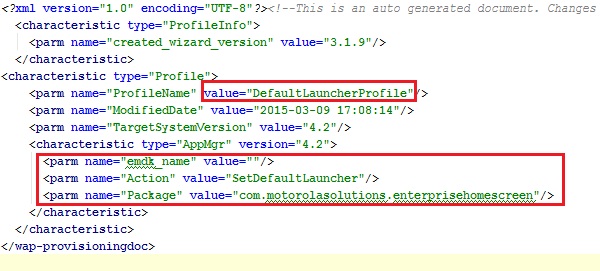 <?xml version="1.0" encoding="UTF-8"?><!--This is an auto generated document. Changes
<characteristic type="ProfileInfo">
<parm name="created_wizard_version" value="3.1.9"/>
</characteristic>
<characteristic type="Profile">
<parm name="ProfileName" value="DefaultLauncherProfile"/>
<parm name="ModifiedDate" value="2015-03-09 17:08:14"/>
<parm name="TargetSystemVersion" value="4.2"/>
<characteristic type="AppMgr" version="4.2">
<parm name="emdk_name" value=""/>
<parm name="Action" value="SetDefaultLauncher"/>
<parm name="Package" value="com.motorolasolutions.enterprisehomescreen"/>
</characteristic>
</characteristic>
</wap-provisioningdoc>